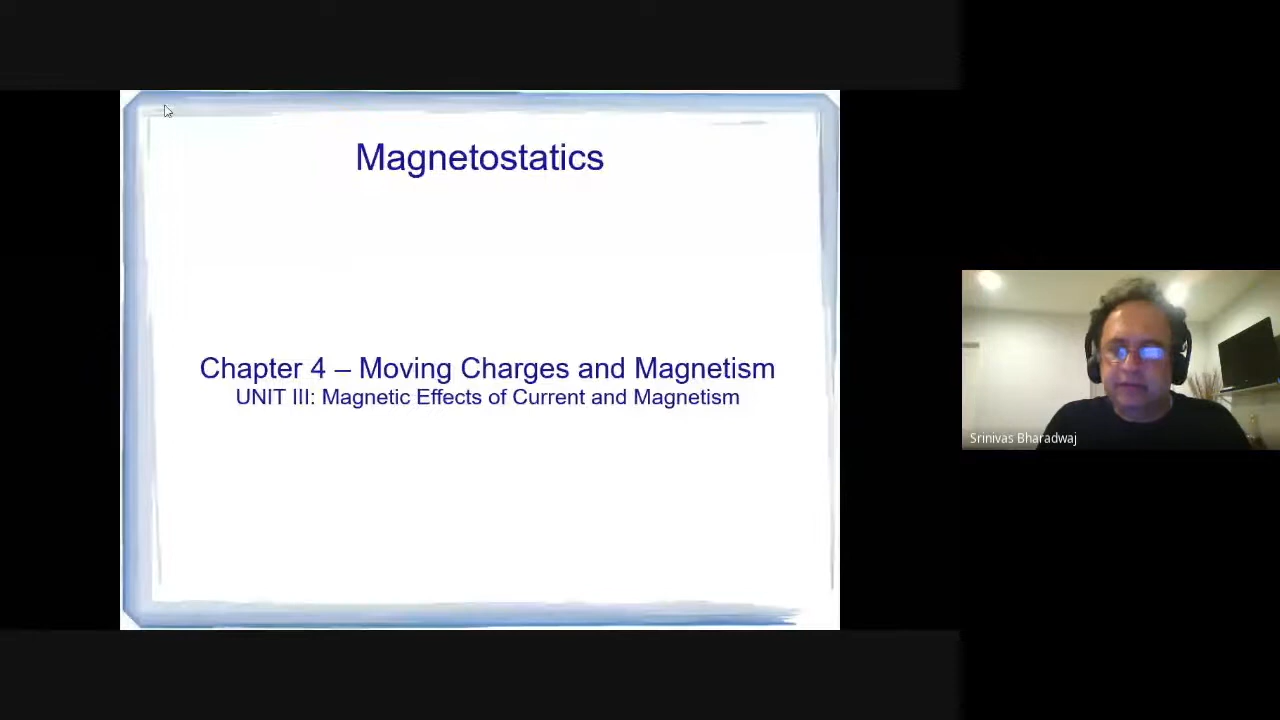 Magnetostatics
Chapter 4 – Moving Charges and Magnetism
UNIT III: Magnetic Effects of Current and Magnetism
Srinivas Bharadwaj